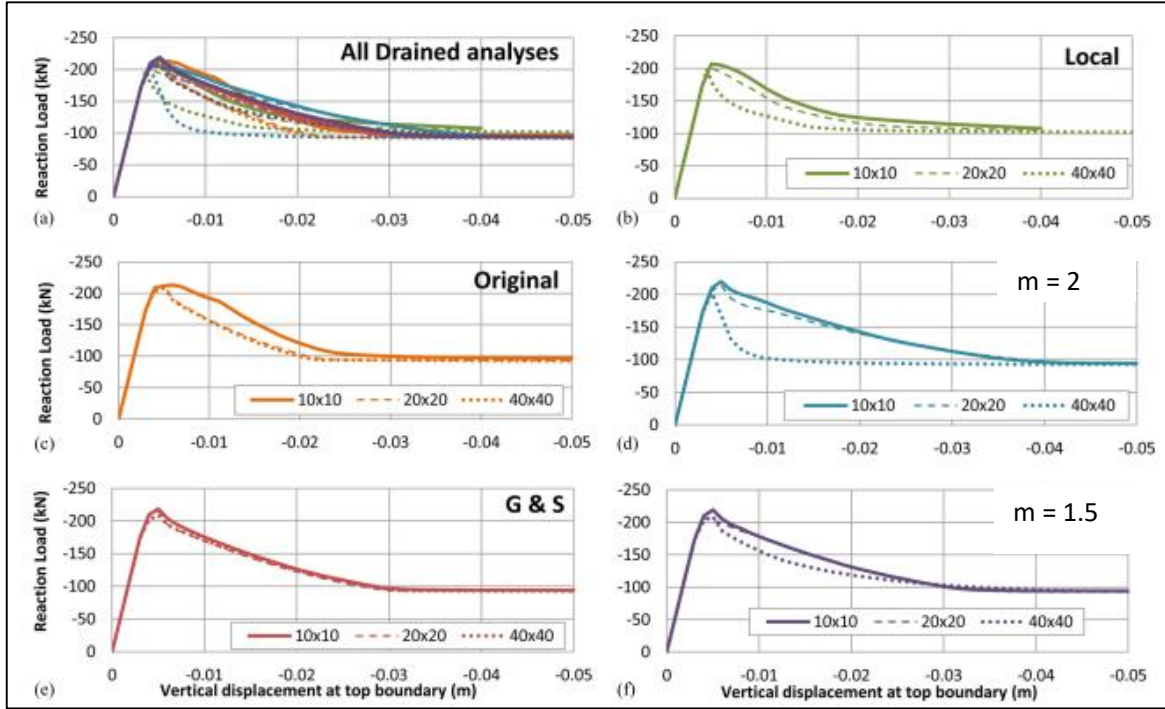 All Drained analyses
Reaction Load (kN)
-250
-200
-150
-100
-50
0
(a)
0 -0.01 -0.02 -0.03 -0.04 -0.05
Local
-250
-200
-150
-100
-50
0
10x10 20x20 40x40
(b)
0 -0.01 -0.02 -0.03 -0.04 -0.05
Original
Reaction Load (kN)
-250
-200
-150
-100
-50
0
10x10 20x20 40x40
(c)
0 -0.01 -0.02 -0.03 -0.04 -0.05
m = 2
-250
-200
-150
-100
-50
0
10x10 20x20 40x40
(d)
0 -0.01 -0.02 -0.03 -0.04 -0.05
G & S
Reaction Load (kN)
-250
-200
-150
-100
-50
0
10x10 20x20 40x40
(e)
0 -0.01 -0.02 -0.03 -0.04 -0.05
Vertical displacement at top boundary (m)
m = 1.5
-250
-200
-150
-100
-50
0
10x10 20x20 40x40
(f)
0 -0.01 -0.02 -0.03 -0.04 -0.05
Vertical displacement at top boundary (m)